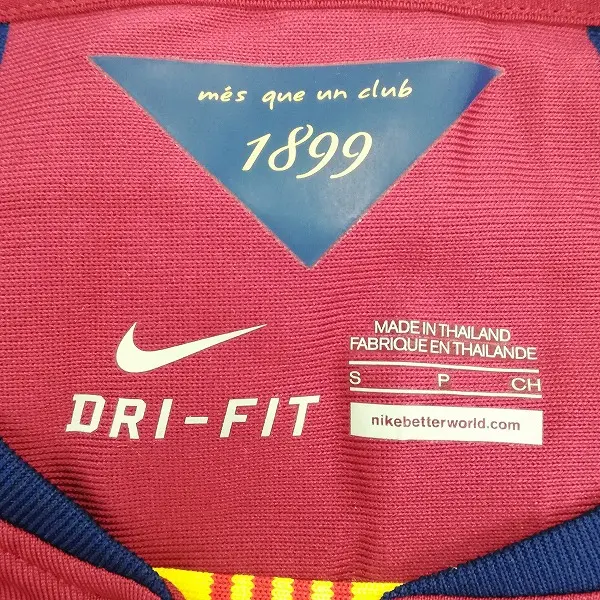 més que un club
1899
DRI-FIT
MADE IN THAILAND
FABRIQUE EN THAILANDE
S P CH
nikebetterworld.com